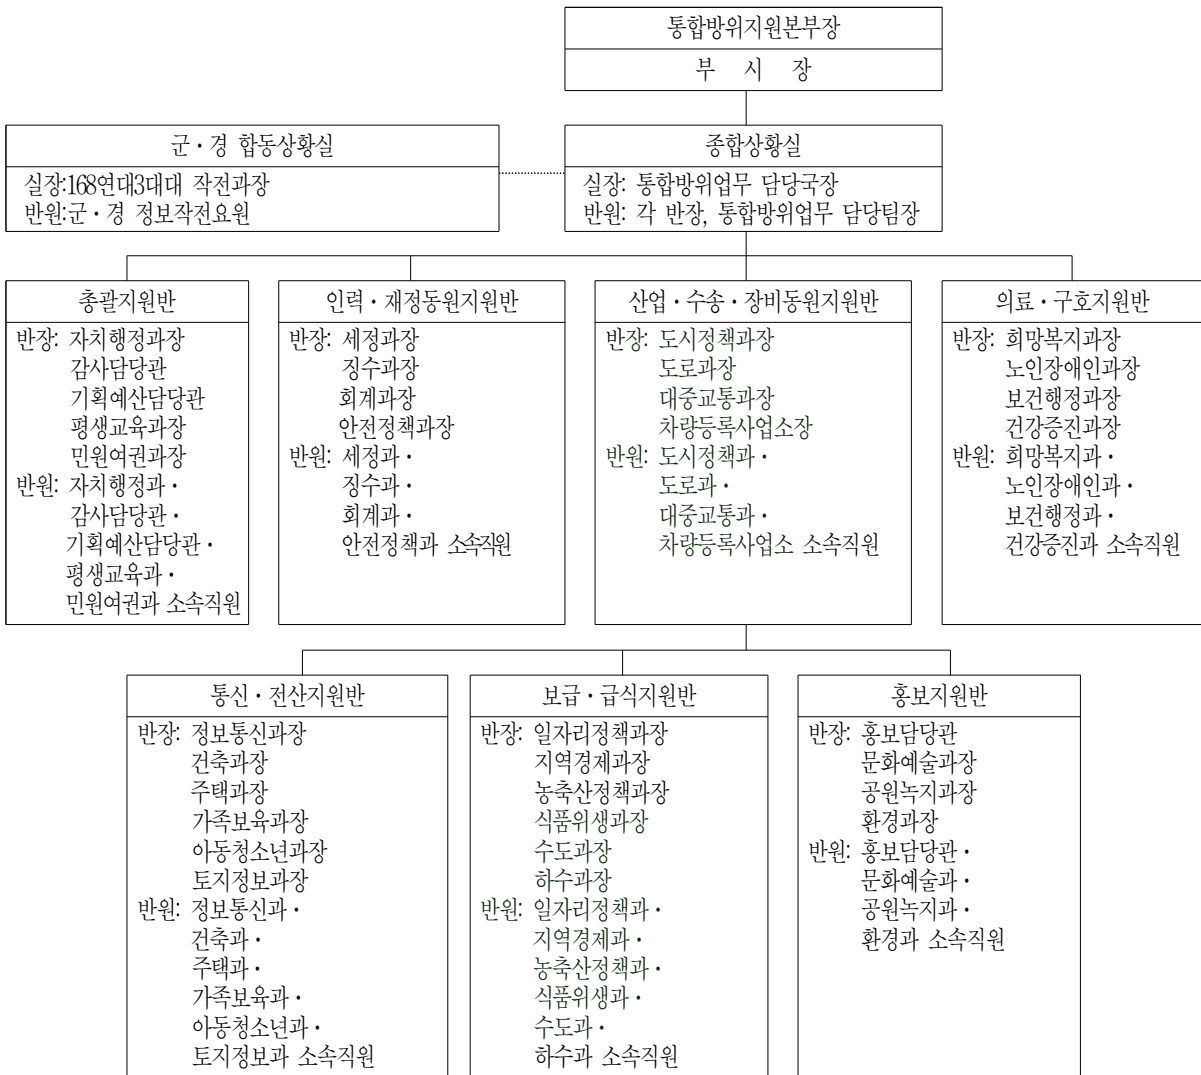 통합방위지원본부장
부 시 장
군·경 합동상황실
실장:168연대3대대 작전과장
반원:군·경 정보작전요원
종합상황실
실장: 통합방위업무 담당국장
반원: 각 반장, 통합방위업무 담당팀장
총괄지원반
반장: 자치행정과장
감사담당관
기획예산담당관
평생교육과장
민원여권과장
반원: 자치행정과·
감사담당관·
기획예산담당관·
평생교육과·
민원여권과 소속직원
인력·재정동원지원반
반장: 세정과장
징수과장
회계과장
안전정책과장
반원: 세정과·
징수과·
회계과·
안전정책과 소속직원
산업·수송·장비동원지원반
반장: 도시정책과장
도로과장
대중교통과장
차량등록사업소장
반원: 도시정책과·
도로과·
대중교통과·
차량등록사업소 소속직원
의료·구호지원반
반장: 희망복지과장
노인장애인과장
보건행정과장
건강증진과장
반원: 희망복지과·
노인장애인과·
보건행정과·
건강증진과 소속직원
통신·전산지원반
반장: 정보통신과장
건축과장
주택과장
가족보육과장
아동청소년과장
토지정보과장
반원: 정보통신과·
건축과·
주택과·
가족보육과·
아동청소년과·
토지정보과 소속직원
보급·급식지원반
반장: 일자리정책과장
지역경제과장
농축산정책과장
식품위생과장
수도과장
하수과장
반원: 일자리정책과·
지역경제과·
농축산정책과·
식품위생과·
수도과·
하수과 소속직원
홍보지원반
반장: 홍보담당관
문화예술과장
공원녹지과장
환경과장
반원: 홍보담당관·
문화예술과·
공원녹지과·
환경과 소속직원